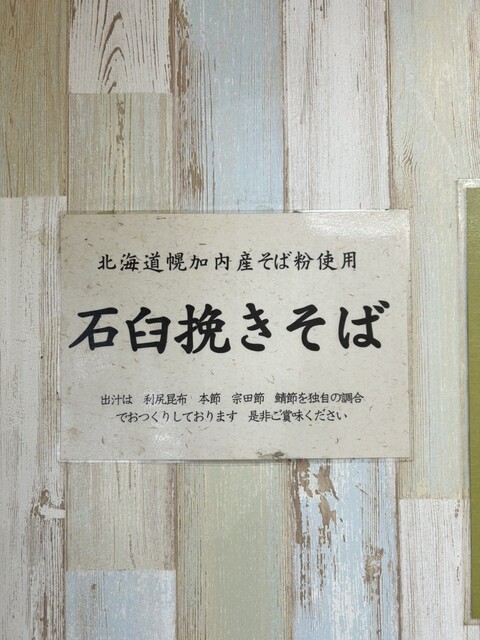 北海道幌加内産そば粉使用
石臼挽きそば
出汁は　利尻昆布　本節　宗田節　鯖節を独自の調合
でおつくりしております　是非ご賞味ください